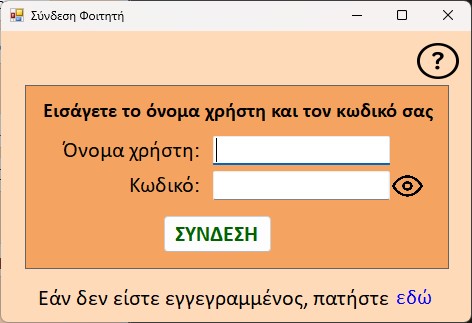 Σύνδεση Φοιτητή
?
Εισάγετε το όνομα χρήστη και τον κωδικό σας
Όνομα χρήστη:
Κωδικό:
ΣΥΝΔΕΣΗ
Εάν δεν είστε εγγεγραμμένος, πατήστε εδώ